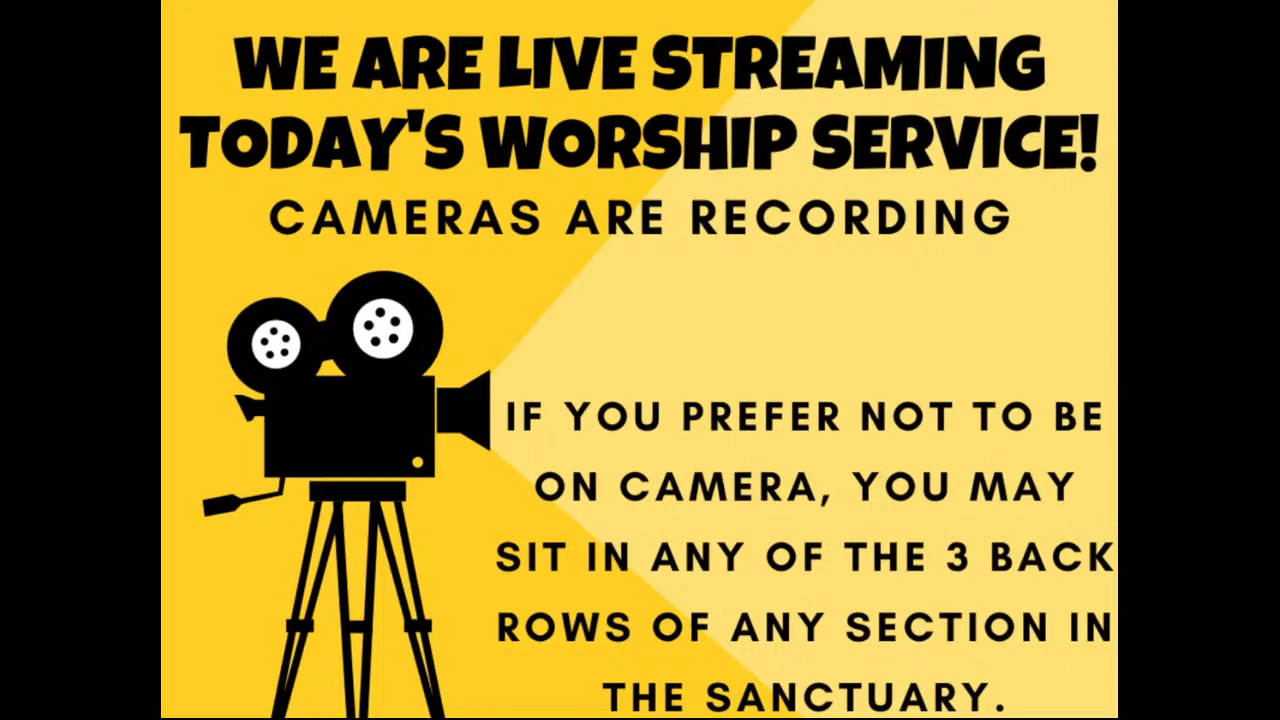 WE ARE LIVE STREAMING
TODAY'S WORSHIP SERVICE!
CAMERAS ARE RECORDING
IF YOU PREFER NOT TO BE
ON CAMERA, YOU MAY
SIT IN ANY OF THE 3 BACK
ROWS OF ANY SECTION IN
THE SANCTUARY.